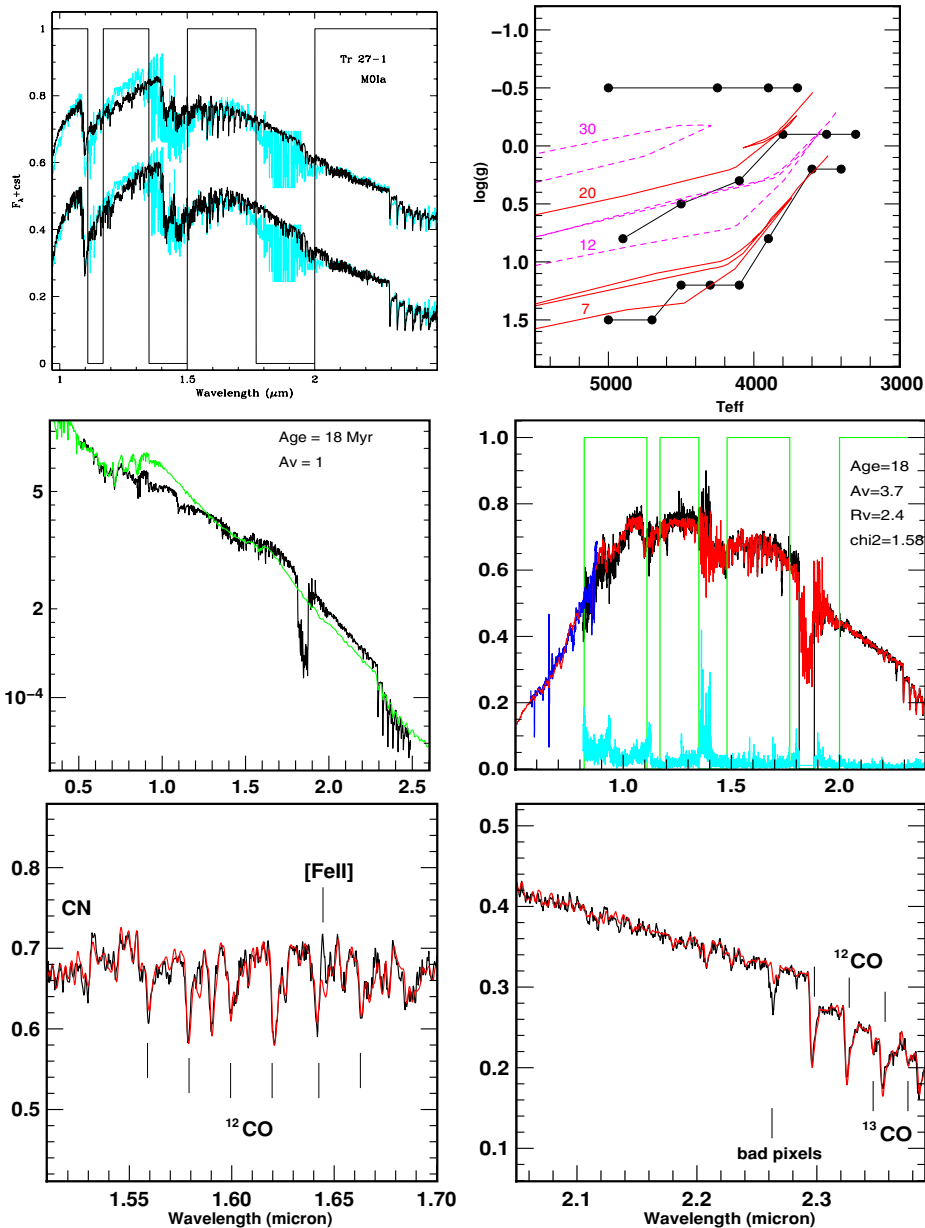 Tr 27-1
M0Ia
1
0.8
0.6
0.4
0.2
0
Fλ+cst
1
1.5
2
Wavelength (μm)
-1.0
-0.5
0.0
0.5
1.0
1.5
log(g)
30
20
12
7
5000
4000
3000
Teff
Age = 18 Myr
Av = 1
5
2
10⁻⁴
0.5
1.0
1.5
2.0
2.5
1.0
0.8
0.6
0.4
0.2
0.0
Age=18
Av=3.7
Rv=2.4
chi2=1.58
1.0
1.5
2.0
0.8
0.7
0.6
0.5
CN
[FeII]
¹²CO
1.55
1.60
1.65
1.70
Wavelength (micron)
0.5
0.4
0.3
0.2
0.1
¹²CO
¹³CO
bad pixels
2.1
2.2
2.3
Wavelength (micron)